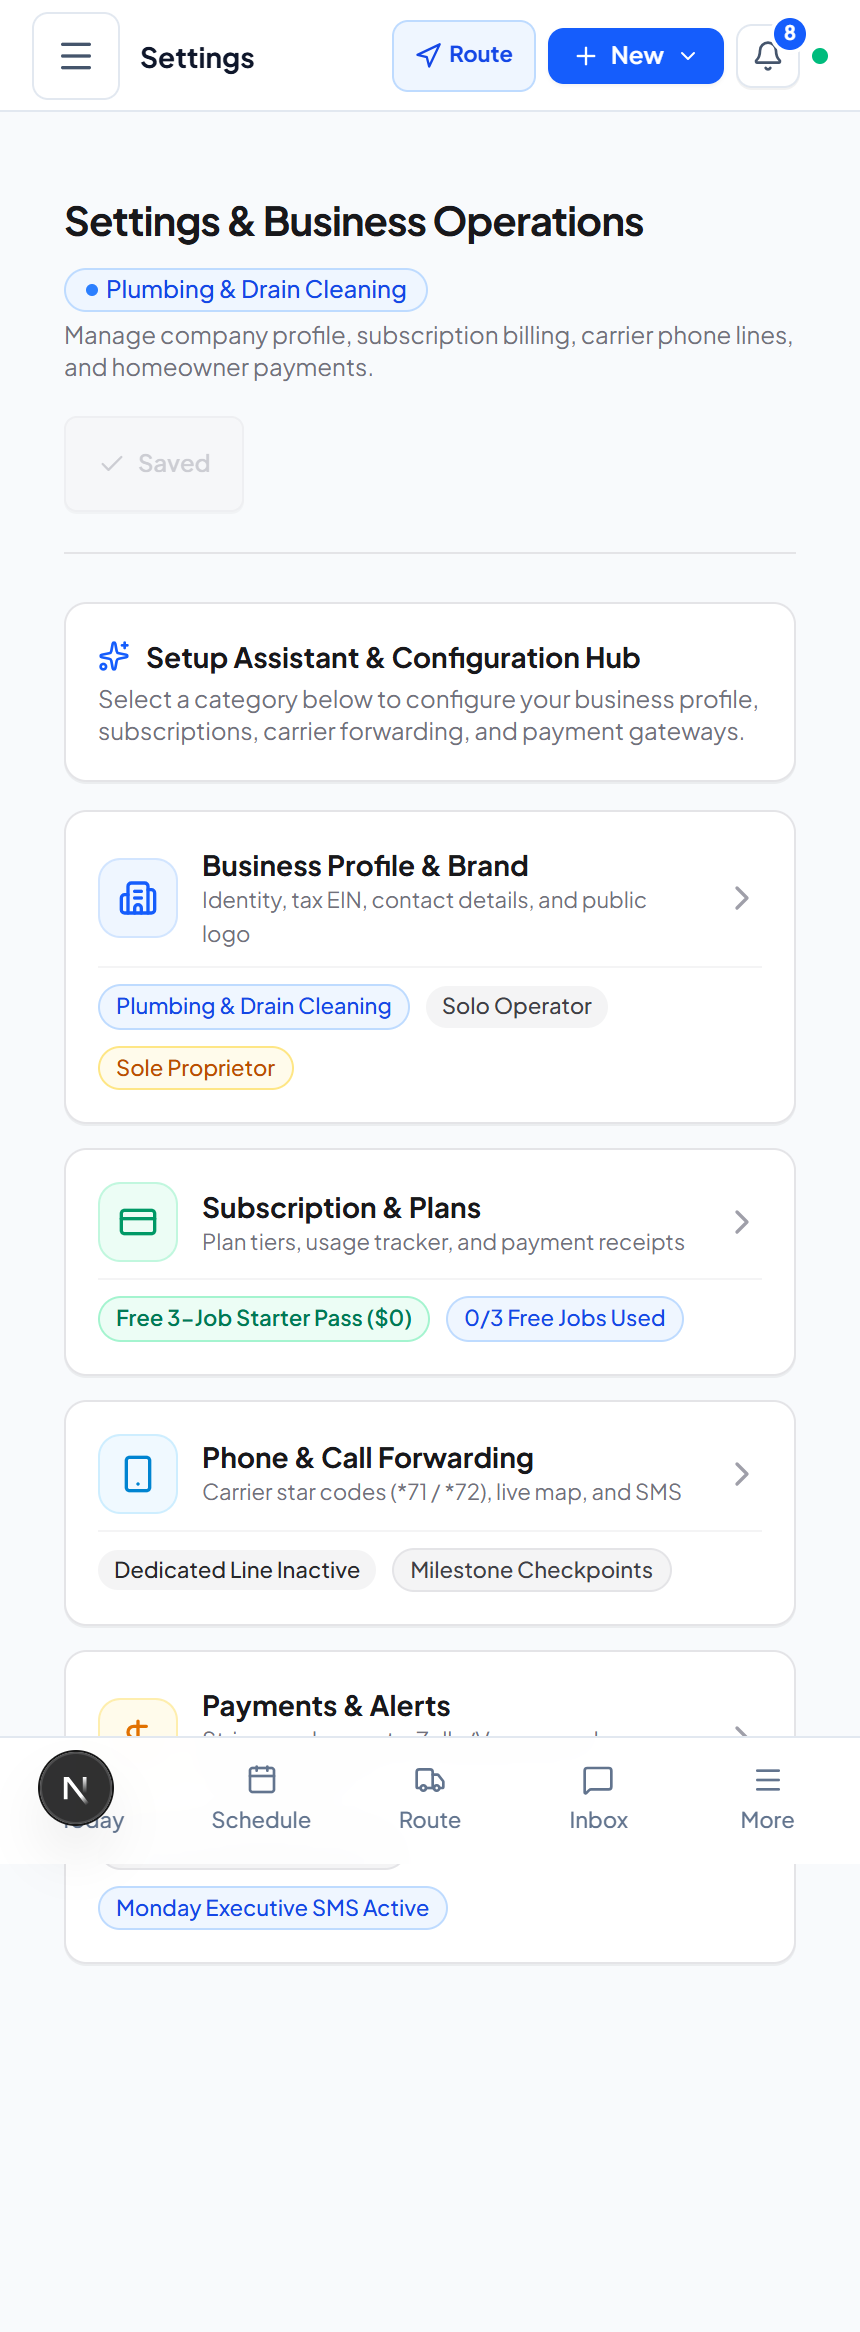 Settings
Route
New
8
Settings & Business Operations
Plumbing & Drain Cleaning
Manage company profile, subscription billing, carrier phone lines,
and homeowner payments.
Saved
Setup Assistant & Configuration Hub
Select a category below to configure your business profile,
subscriptions, carrier forwarding, and payment gateways.
Business Profile & Brand
Identity, tax EIN, contact details, and public
logo
Plumbing & Drain Cleaning
Solo Operator
Sole Proprietor
Subscription & Plans
Plan tiers, usage tracker, and payment receipts
Free 3-Job Starter Pass ($0)
0/3 Free Jobs Used
Phone & Call Forwarding
Carrier star codes (*71 / *72), live map, and SMS
Dedicated Line Inactive
Milestone Checkpoints
Payments & Alerts
N
Schedule
Route
Inbox
More
Monday Executive SMS Active